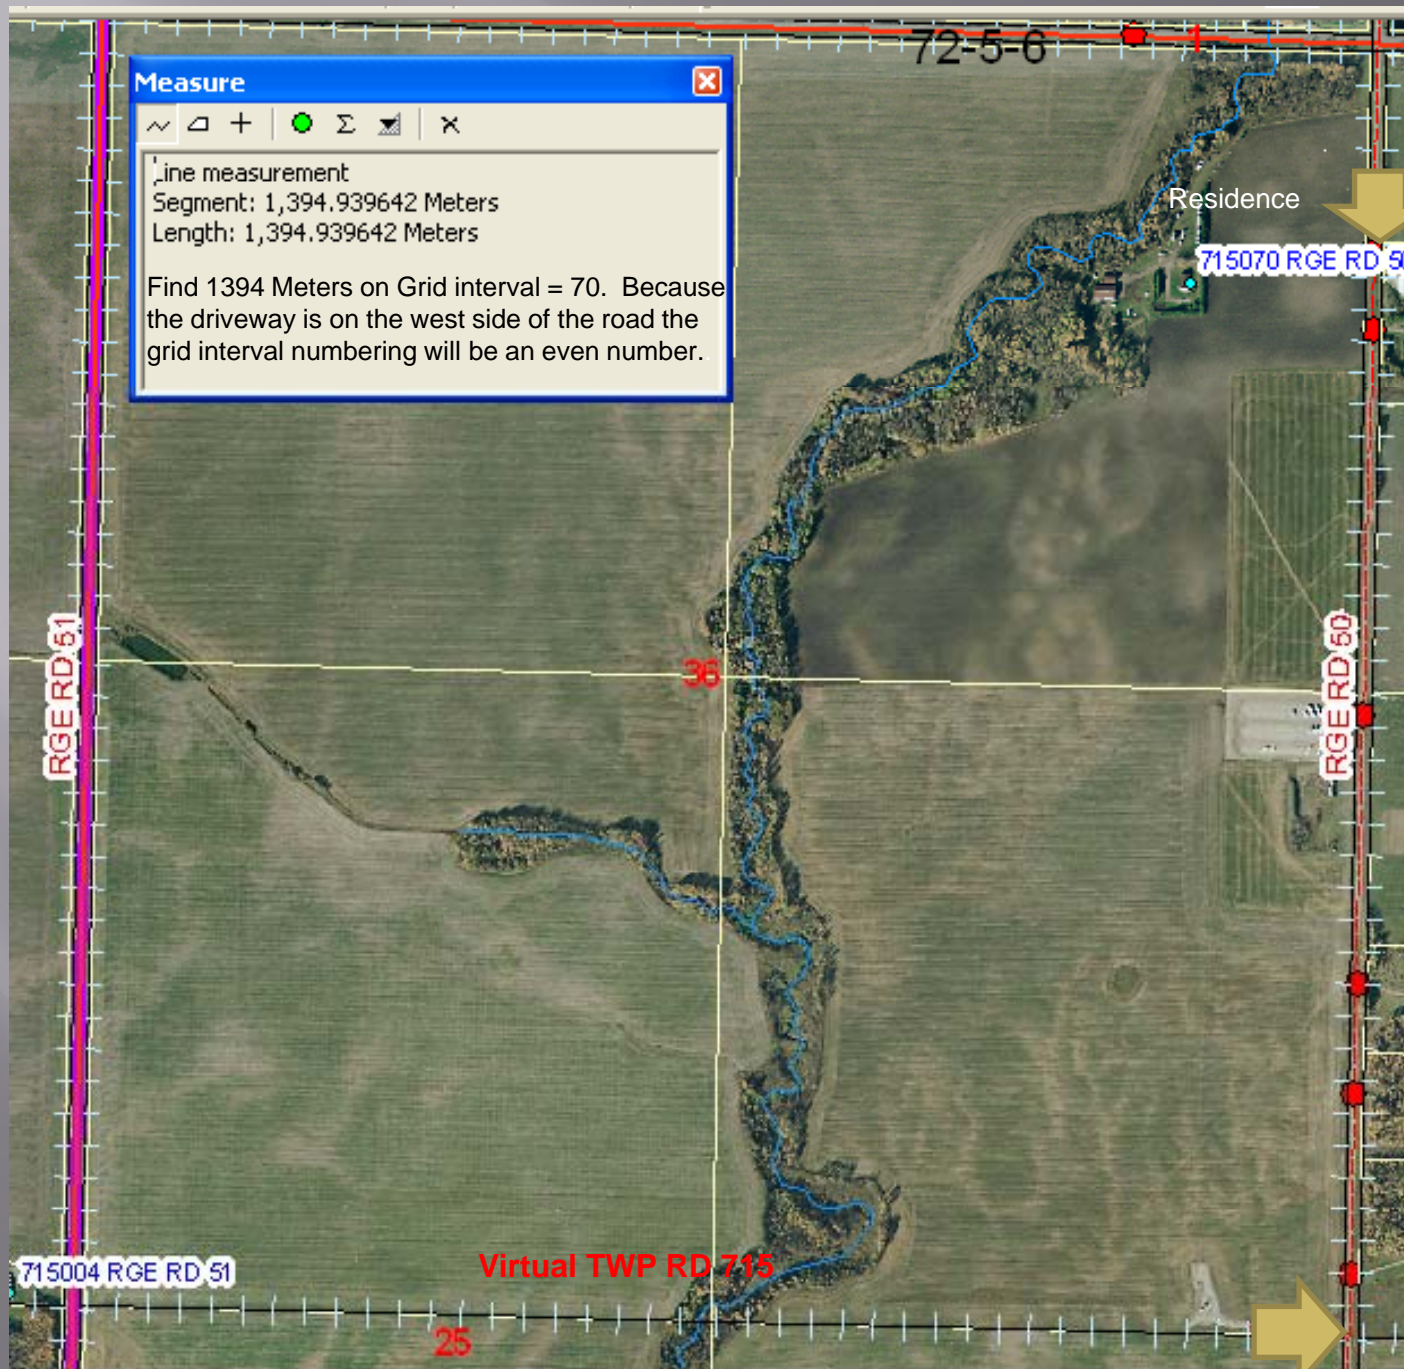 72-5-6
1
Measure
Line measurement
Segment: 1,394.939642 Meters
Length: 1,394.939642 Meters
Find 1394 Meters on Grid interval = 70. Because
the driveway is on the west side of the road the
grid interval numbering will be an even number.
Residence
715070 RGE RD 50
RGE RD 51
36
RGE RD 50
715004 RGE RD 51
Virtual TWP RD 715
25